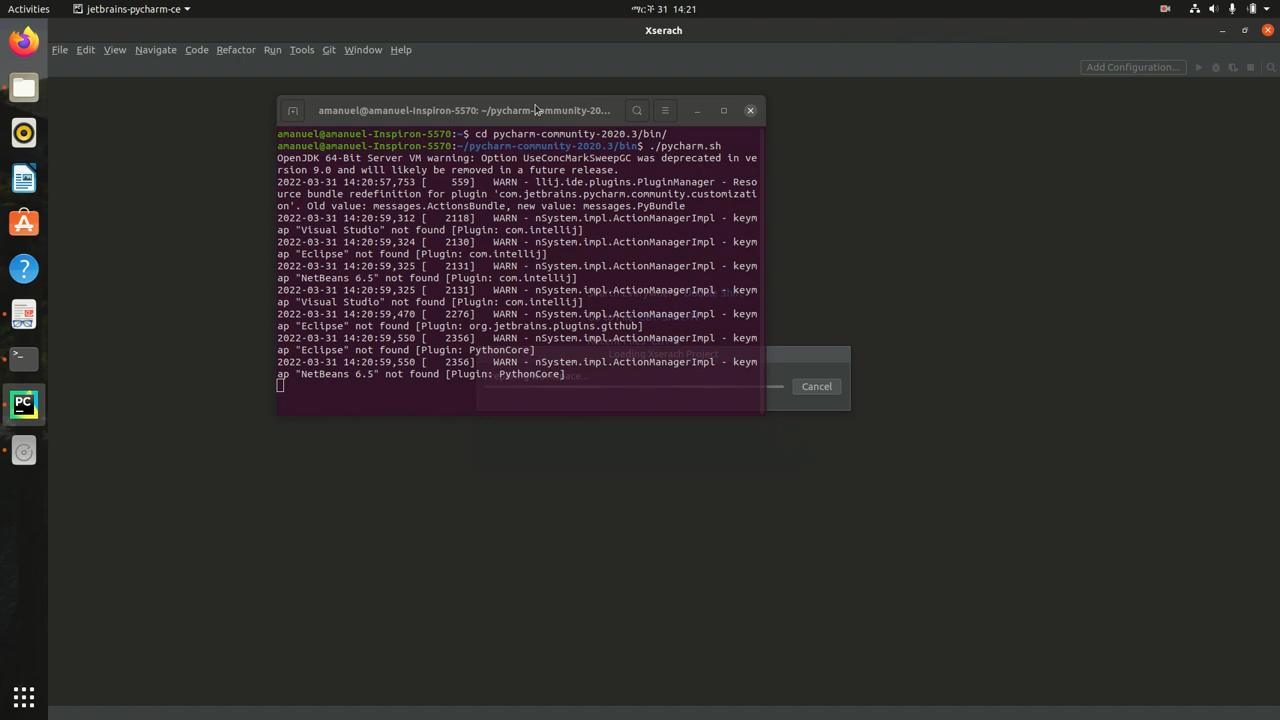 Activities
jetbrains-pycharm-ce
ማርች 31 14:21
Xserach
File Edit View Navigate Code Refactor Run Tools Git Window Help
Add Configuration...
amanuel@amanuel-Inspiron-5570: ~/pycharm-community-20...
amanuel@amanuel-Inspiron-5570:~$ cd pycharm-community-2020.3/bin/
amanuel@amanuel-Inspiron-5570:~/pycharm-community-2020.3/bin$ ./pycharm.sh
OpenJDK 64-Bit Server VM warning: Option UseConcMarkSweepGC was deprecated in ve
rsion 9.0 and will likely be removed in a future release.
2022-03-31 14:20:57,753 [    559]   WARN - llij.ide.plugins.PluginManager - Reso
urce bundle redefinition for plugin 'com.jetbrains.pycharm.community.customizati
on'. Old value: messages.ActionsBundle, new value: messages.PyBundle
2022-03-31 14:20:59,312 [   2118]   WARN - nSystem.impl.ActionManagerImpl - keym
ap "Visual Studio" not found [Plugin: com.intellij]
2022-03-31 14:20:59,324 [   2130]   WARN - nSystem.impl.ActionManagerImpl - keym
ap "Eclipse" not found [Plugin: com.intellij]
2022-03-31 14:20:59,325 [   2131]   WARN - nSystem.impl.ActionManagerImpl - keym
ap "NetBeans 6.5" not found [Plugin: com.intellij]
2022-03-31 14:20:59,325 [   2131]   WARN - nSystem.impl.ActionManagerImpl - keym
ap "Visual Studio" not found [Plugin: com.intellij]
2022-03-31 14:20:59,470 [   2276]   WARN - nSystem.impl.ActionManagerImpl - keym
ap "Eclipse" not found [Plugin: org.jetbrains.plugins.github]
2022-03-31 14:20:59,550 [   2356]   WARN - nSystem.impl.ActionManagerImpl - keym
ap "Eclipse" not found [Plugin: PythonCore]
2022-03-31 14:20:59,550 [   2356]   WARN - nSystem.impl.ActionManagerImpl - keym
ap "NetBeans 6.5" not found [Plugin: PythonCore]
Loading Xserach Project
Cancel
PC